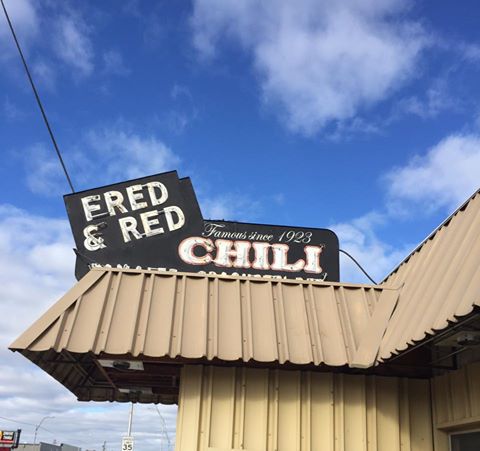 FRED
& RED
Famous since 1923
CHILI
35